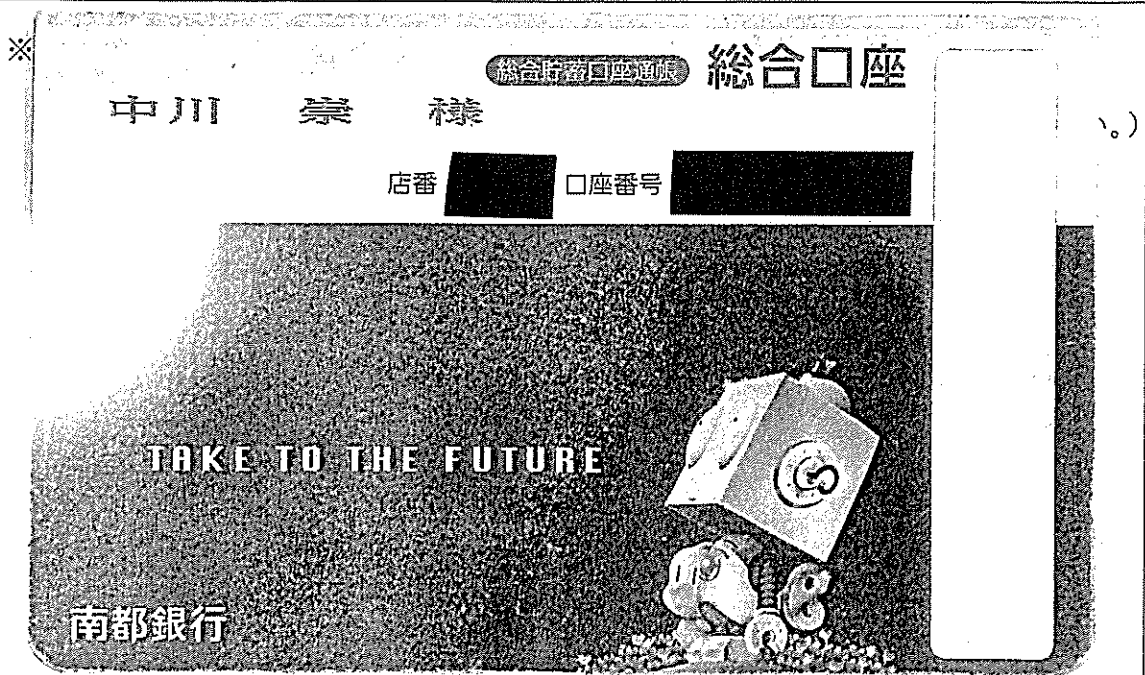 ※
総合貯蓄口座通帳 総合口座
中川 崇 様
い。）
店番 口座番号
TAKE TO THE FUTURE
南都銀行